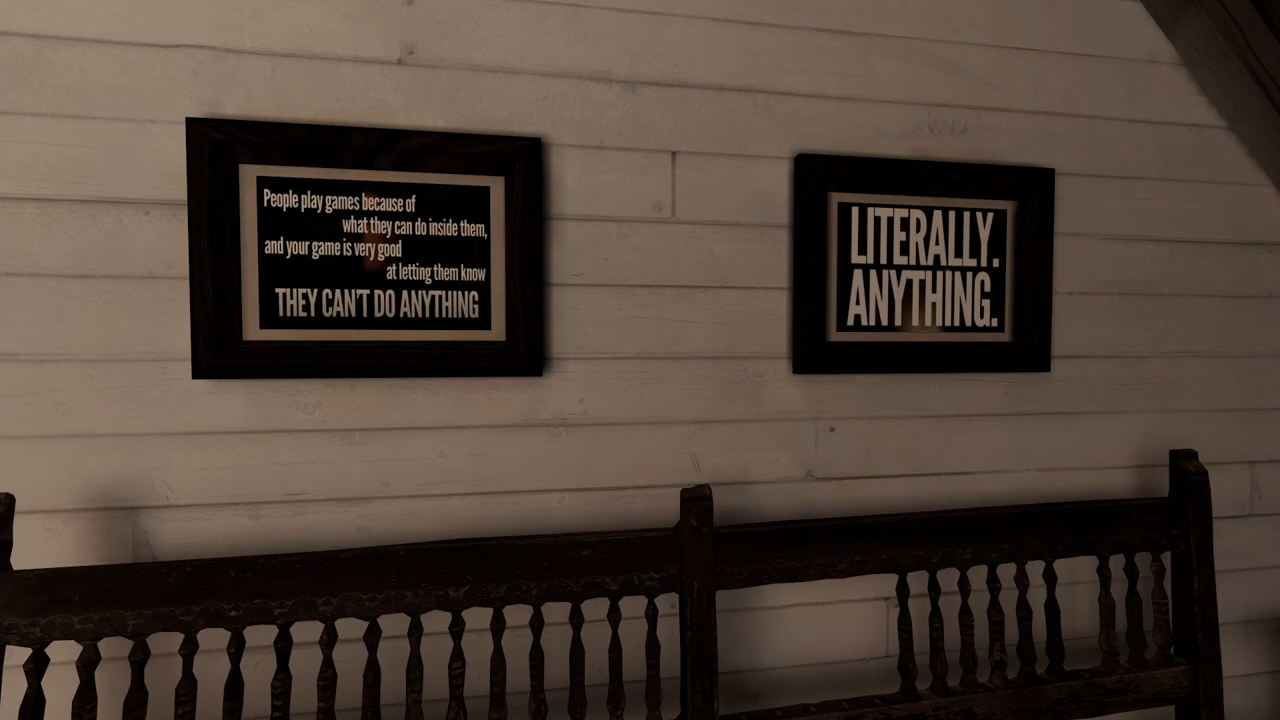 People play games because of
what they can do inside them,
and your game is very good
at letting them know
THEY CAN'T DO ANYTHING
LITERALLY.
ANYTHING.